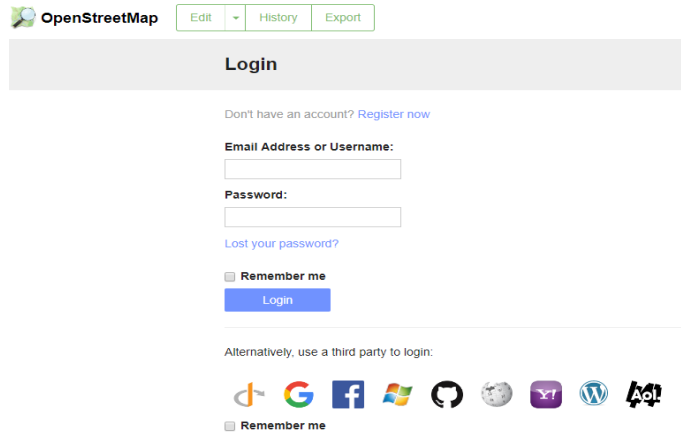 OpenStreetMap Edit History Export
Login
Don't have an account? Register now
Email Address or Username:
Password:
Lost your password?
Remember me
Login
Alternatively, use a third party to login:
Y! Aol.
Remember me